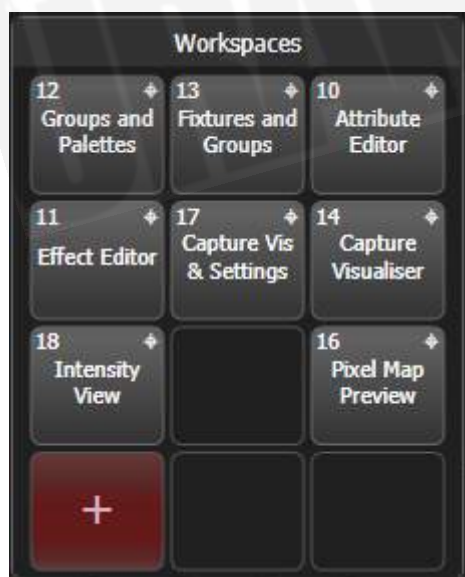 Workspaces
12
Groups and
Palettes
13
Fixtures and
Groups
10
Attribute
Editor
11
Effect Editor
17
Capture Vis
& Settings
14
Capture
Visualiser
18
Intensity
View
16
Pixel Map
Preview
+